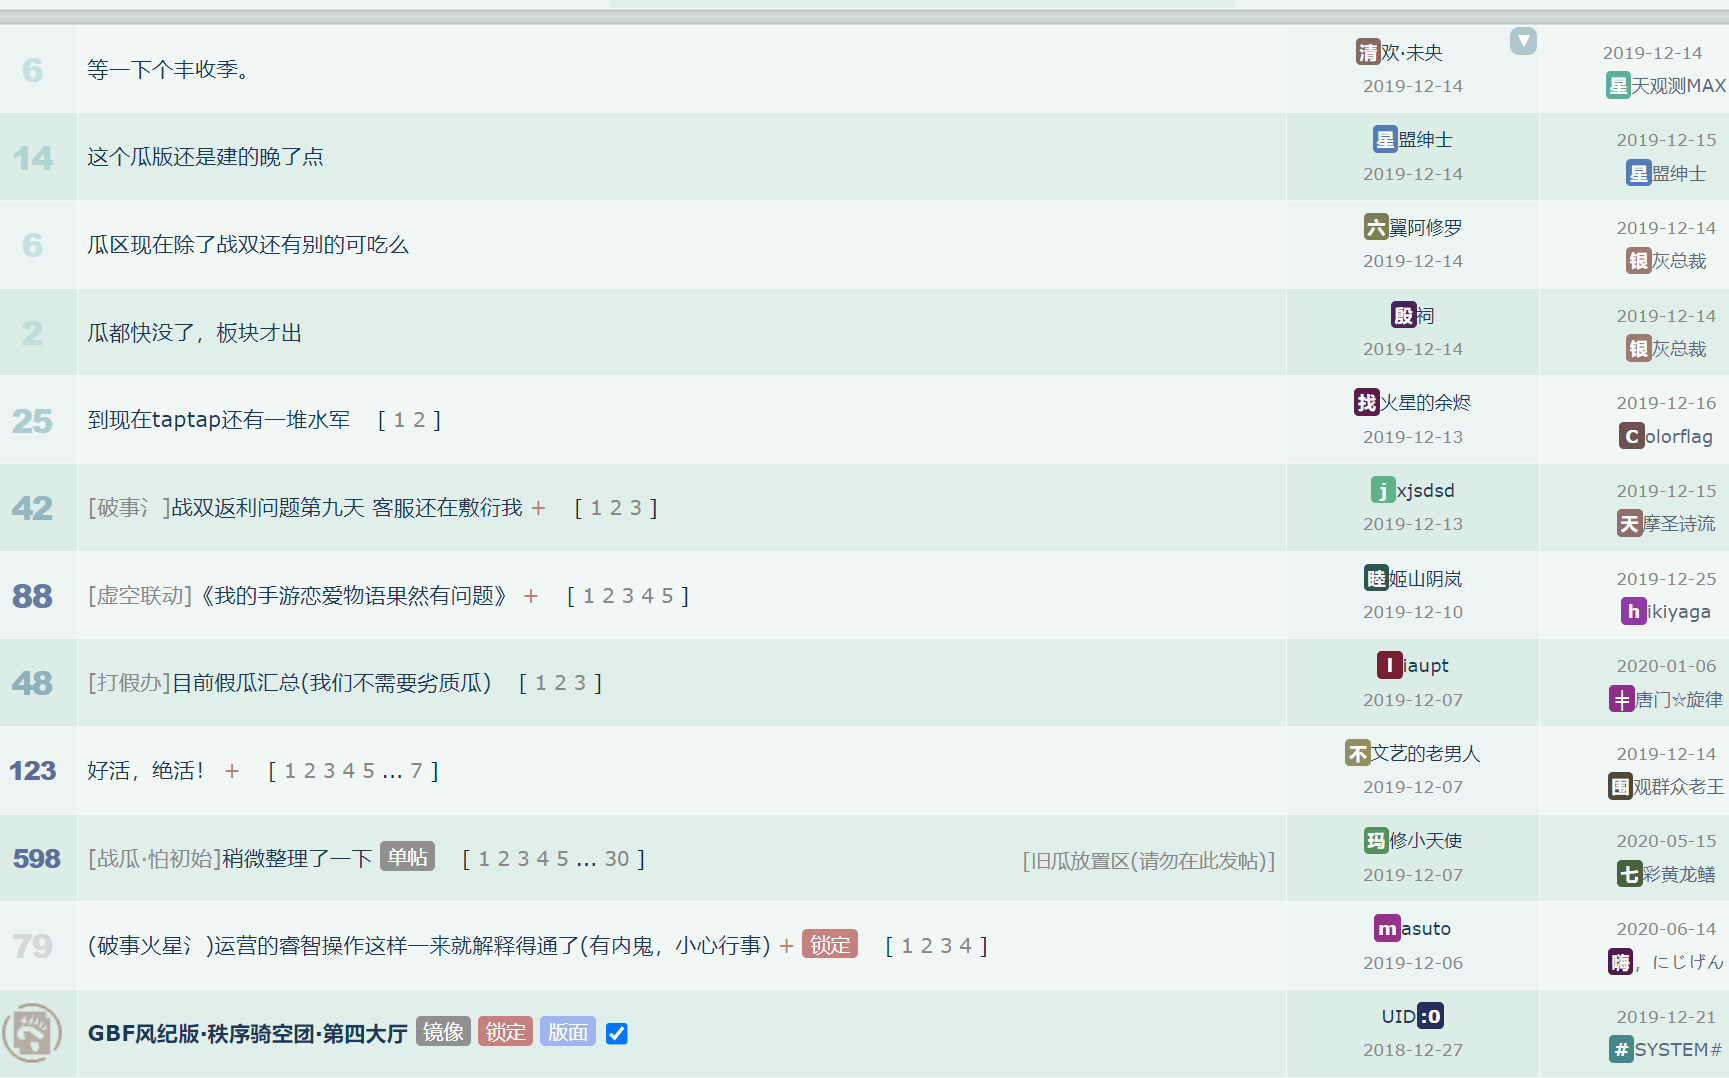 6 等一下个丰收季。 清欢·未央 ▼ 2019-12-14
2019-12-14 星天观测MAX
14 这个瓜版还是建的晚了点 星盟绅士 2019-12-15
2019-12-14 星盟绅士
6 瓜区现在除了战双还有别的可吃么 六翼阿修罗 2019-12-14
2019-12-14 银灰总裁
2 瓜都快没了，板块才出 殷祠 2019-12-14
2019-12-14 银灰总裁
25 到现在taptap还有一堆水军 [ 1 2 ] 找火星的余烬 2019-12-16
2019-12-13 Colorflag
42 [破事氵]战双返利问题第九天 客服还在敷衍我 + [ 1 2 3 ] jxjsdsd 2019-12-15
2019-12-13 天摩圣诗流
88 [虚空联动]《我的手游恋爱物语果然有问题》 + [ 1 2 3 4 5 ] 睦姬山阴岚 2019-12-25
2019-12-10 hikiyaga
48 [打假办]目前假瓜汇总(我们不需要劣质瓜） [ 1 2 3 ] liaupt 2020-01-06
2019-12-07 ╪唐门☆旋律
123 好活，绝活！ + [ 1 2 3 4 5 ... 7 ] 不文艺的老男人 2019-12-14
2019-12-07 围观群众老王
598 [战瓜·怕初始]稍微整理了一下 单帖 [ 1 2 3 4 5 ... 30 ] [旧瓜放置区(请勿在此发帖)] 玛修小天使 2020-05-15
2019-12-07 七彩黄龙鳝
79 (破事火星氵)运营的睿智操作这样一来就解释得通了(有内鬼，小心行事) + 锁定 [ 1 2 3 4 ] masuto 2020-06-14
2019-12-06 嗨，にじげん
GBF风纪版·秩序骑空团·第四大厅 镜像 锁定 版面 UID:0 2019-12-21
2018-12-27 #SYSTEM#